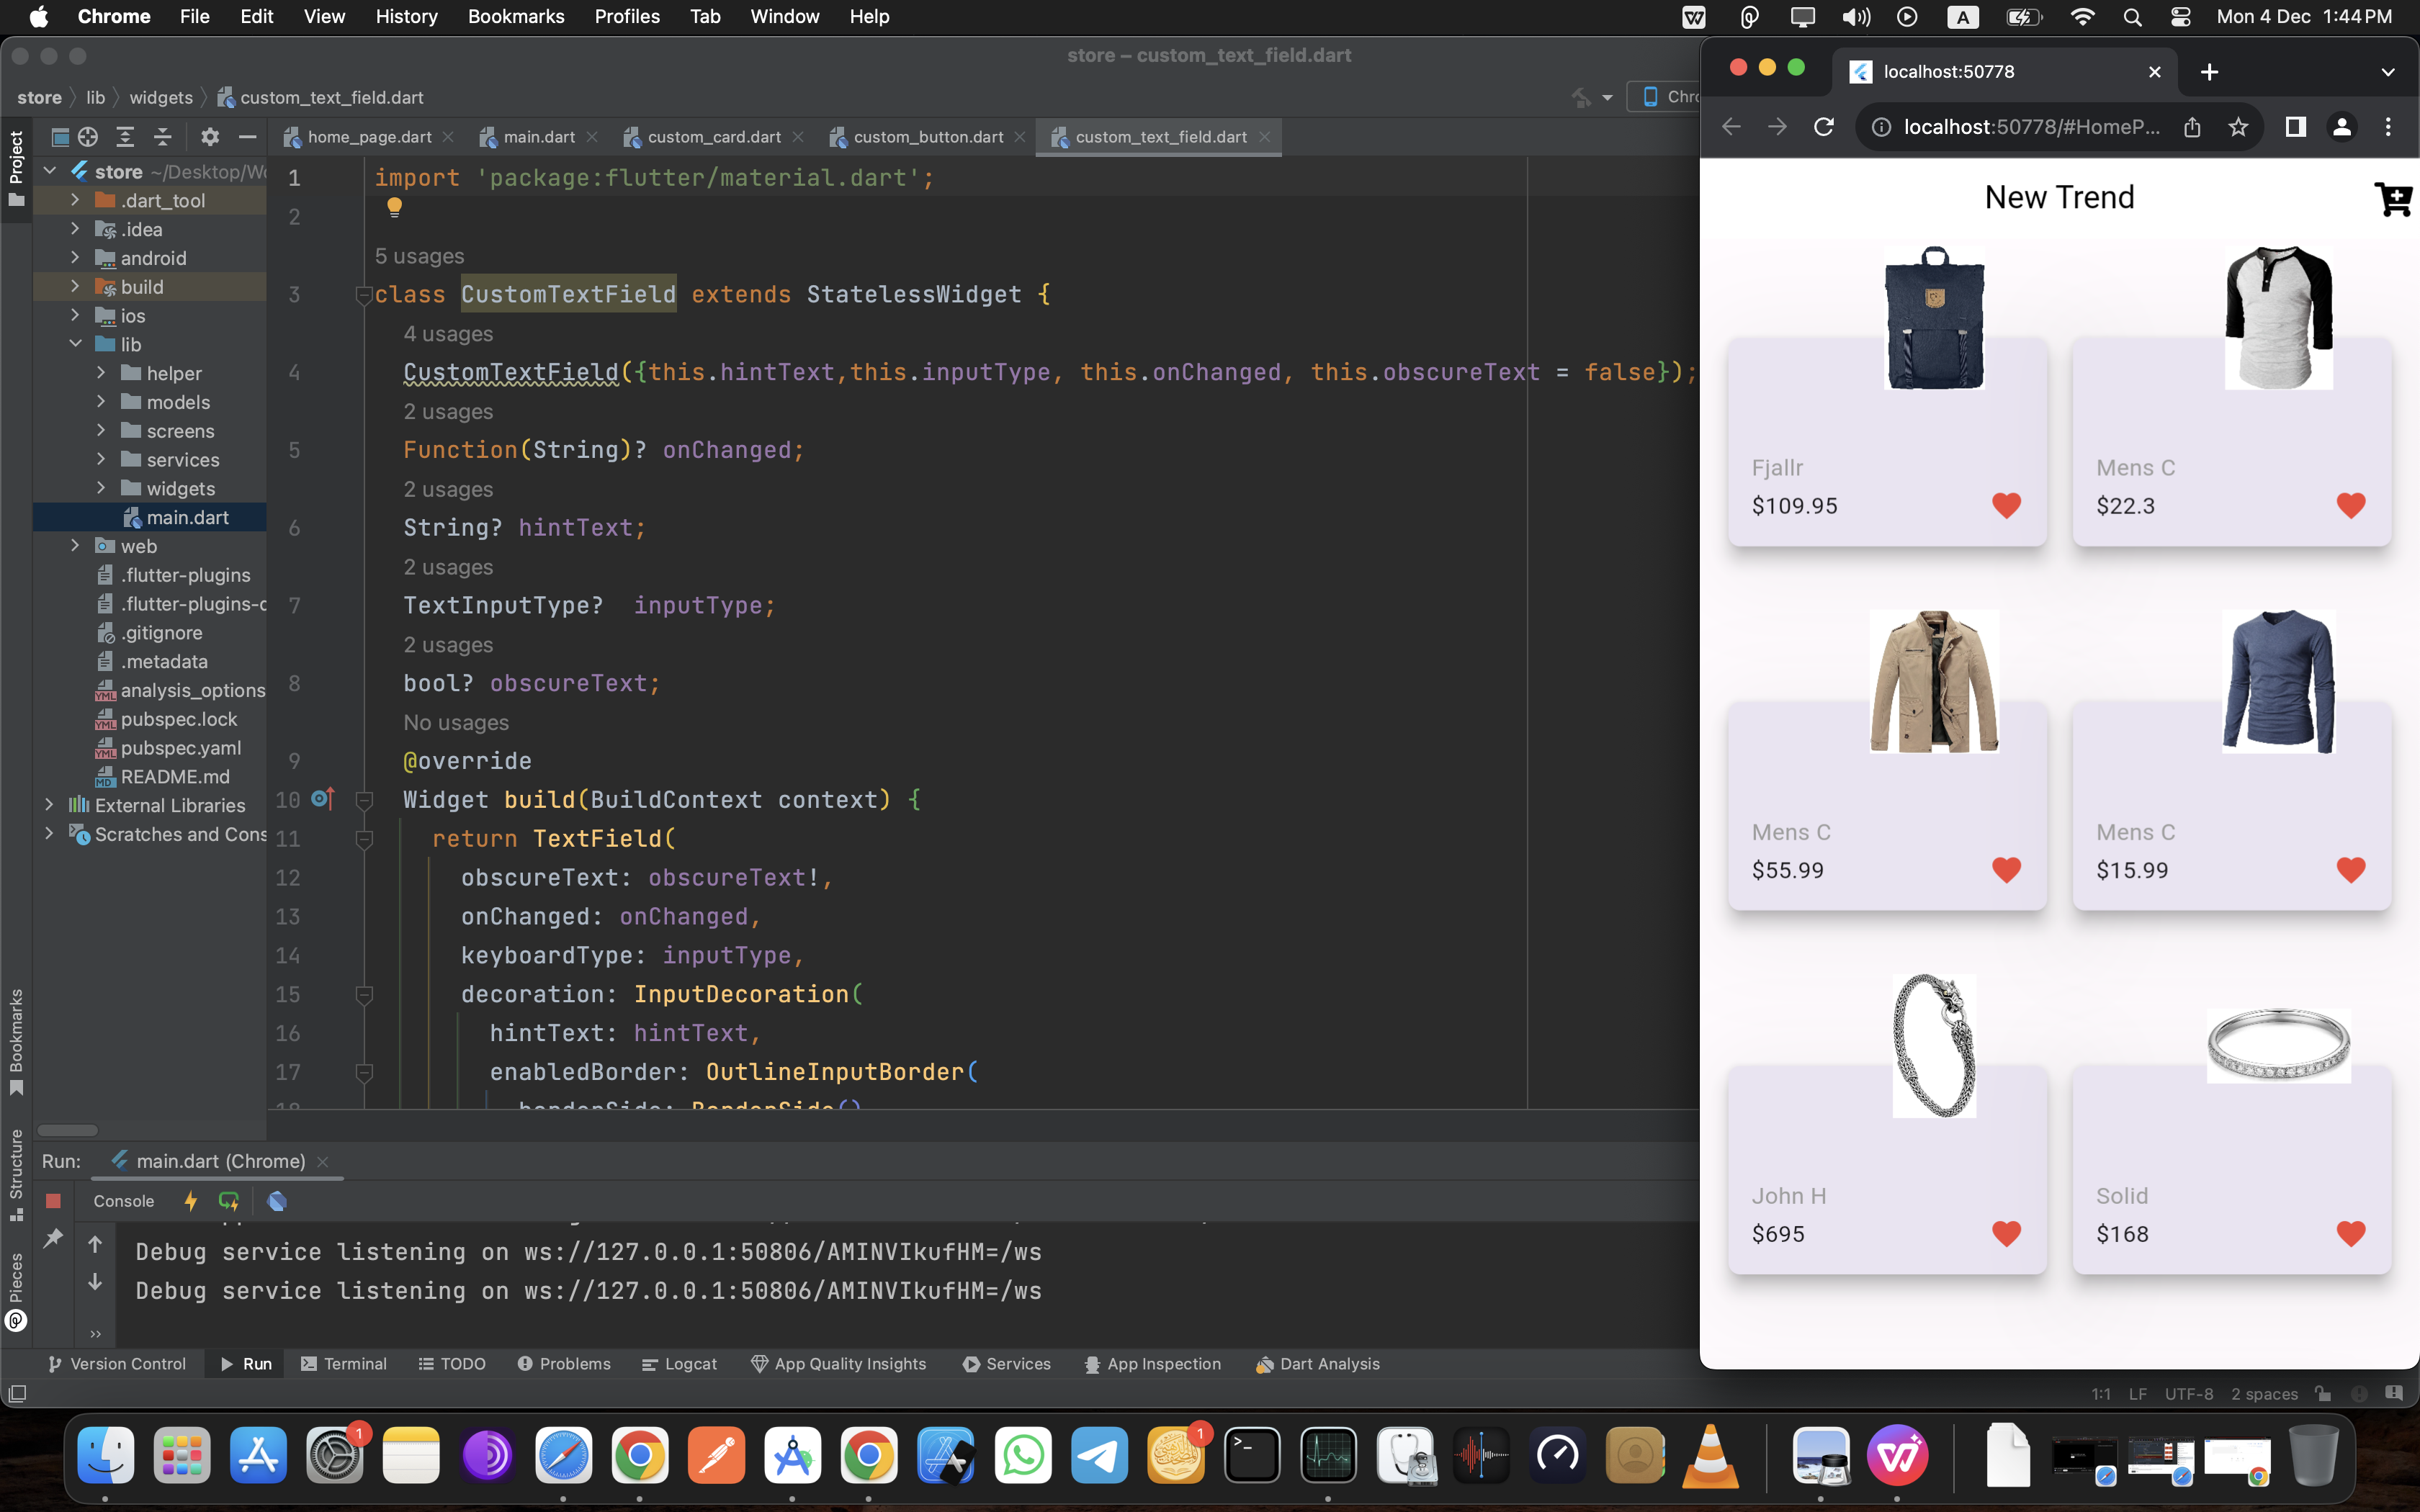 Chrome File Edit View History Bookmarks Profiles Tab Window Help
A
Mon 4 Dec 1:44 PM
store – custom_text_field.dart
store lib widgets custom_text_field.dart
Chro
home_page.dart main.dart custom_card.dart custom_button.dart custom_text_field.dart
Project
store ~/Desktop/Wo
.dart_tool
.idea
android
build
ios
lib
helper
models
screens
services
widgets
main.dart
web
.flutter-plugins
.flutter-plugins-d
.gitignore
.metadata
analysis_options
pubspec.lock
pubspec.yaml
README.md
External Libraries
Scratches and Cons
Bookmarks
Structure
Pieces
1 import 'package:flutter/material.dart';
2
5 usages
3 class CustomTextField extends StatelessWidget {
4 usages
4 CustomTextField({this.hintText,this.inputType, this.onChanged, this.obscureText = false});
2 usages
5 Function(String)? onChanged;
2 usages
6 String? hintText;
2 usages
7 TextInputType?  inputType;
2 usages
8 bool? obscureText;
No usages
9 @override
10 Widget build(BuildContext context) {
11 return TextField(
12 obscureText: obscureText!,
13 onChanged: onChanged,
14 keyboardType: inputType,
15 decoration: InputDecoration(
16 hintText: hintText,
17 enabledBorder: OutlineInputBorder(
18 borderSide: BorderSide()
Run: main.dart (Chrome)
Console
Debug service listening on ws://127.0.0.1:50806/AMINVIkufHM=/ws
Debug service listening on ws://127.0.0.1:50806/AMINVIkufHM=/ws
Version Control Run Terminal TODO Problems Logcat App Quality Insights Services App Inspection Dart Analysis
1:1 LF UTF-8 2 spaces
localhost:50778
localhost:50778/#HomeP...
New Trend
Fjallr
$109.95
Mens C
$22.3
Mens C
$55.99
Mens C
$15.99
John H
$695
Solid
$168
1
1